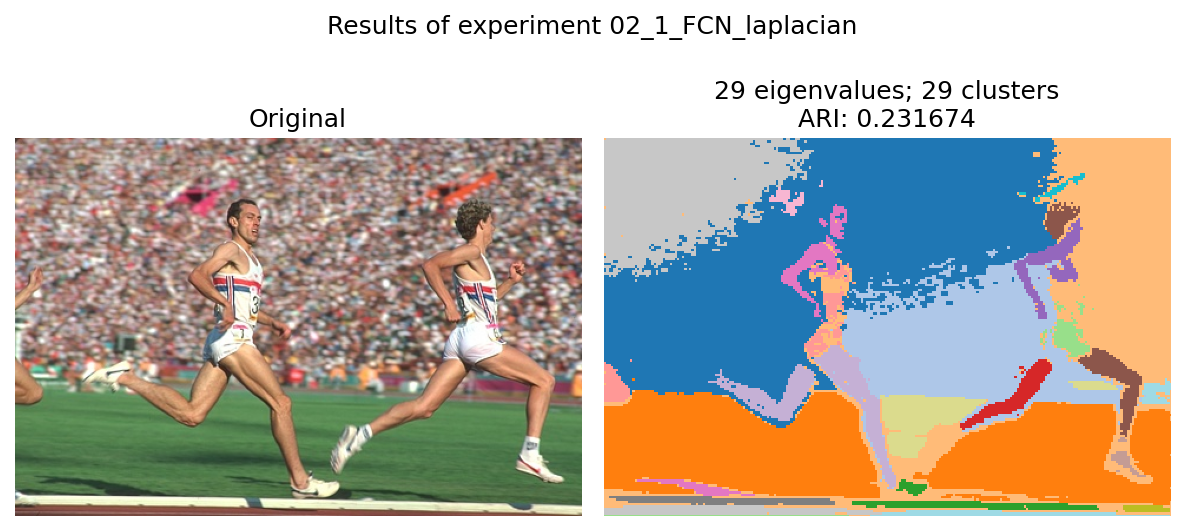 Results of experiment 02_1_FCN_laplacian
Original
29 eigenvalues; 29 clusters
ARI: 0.231674